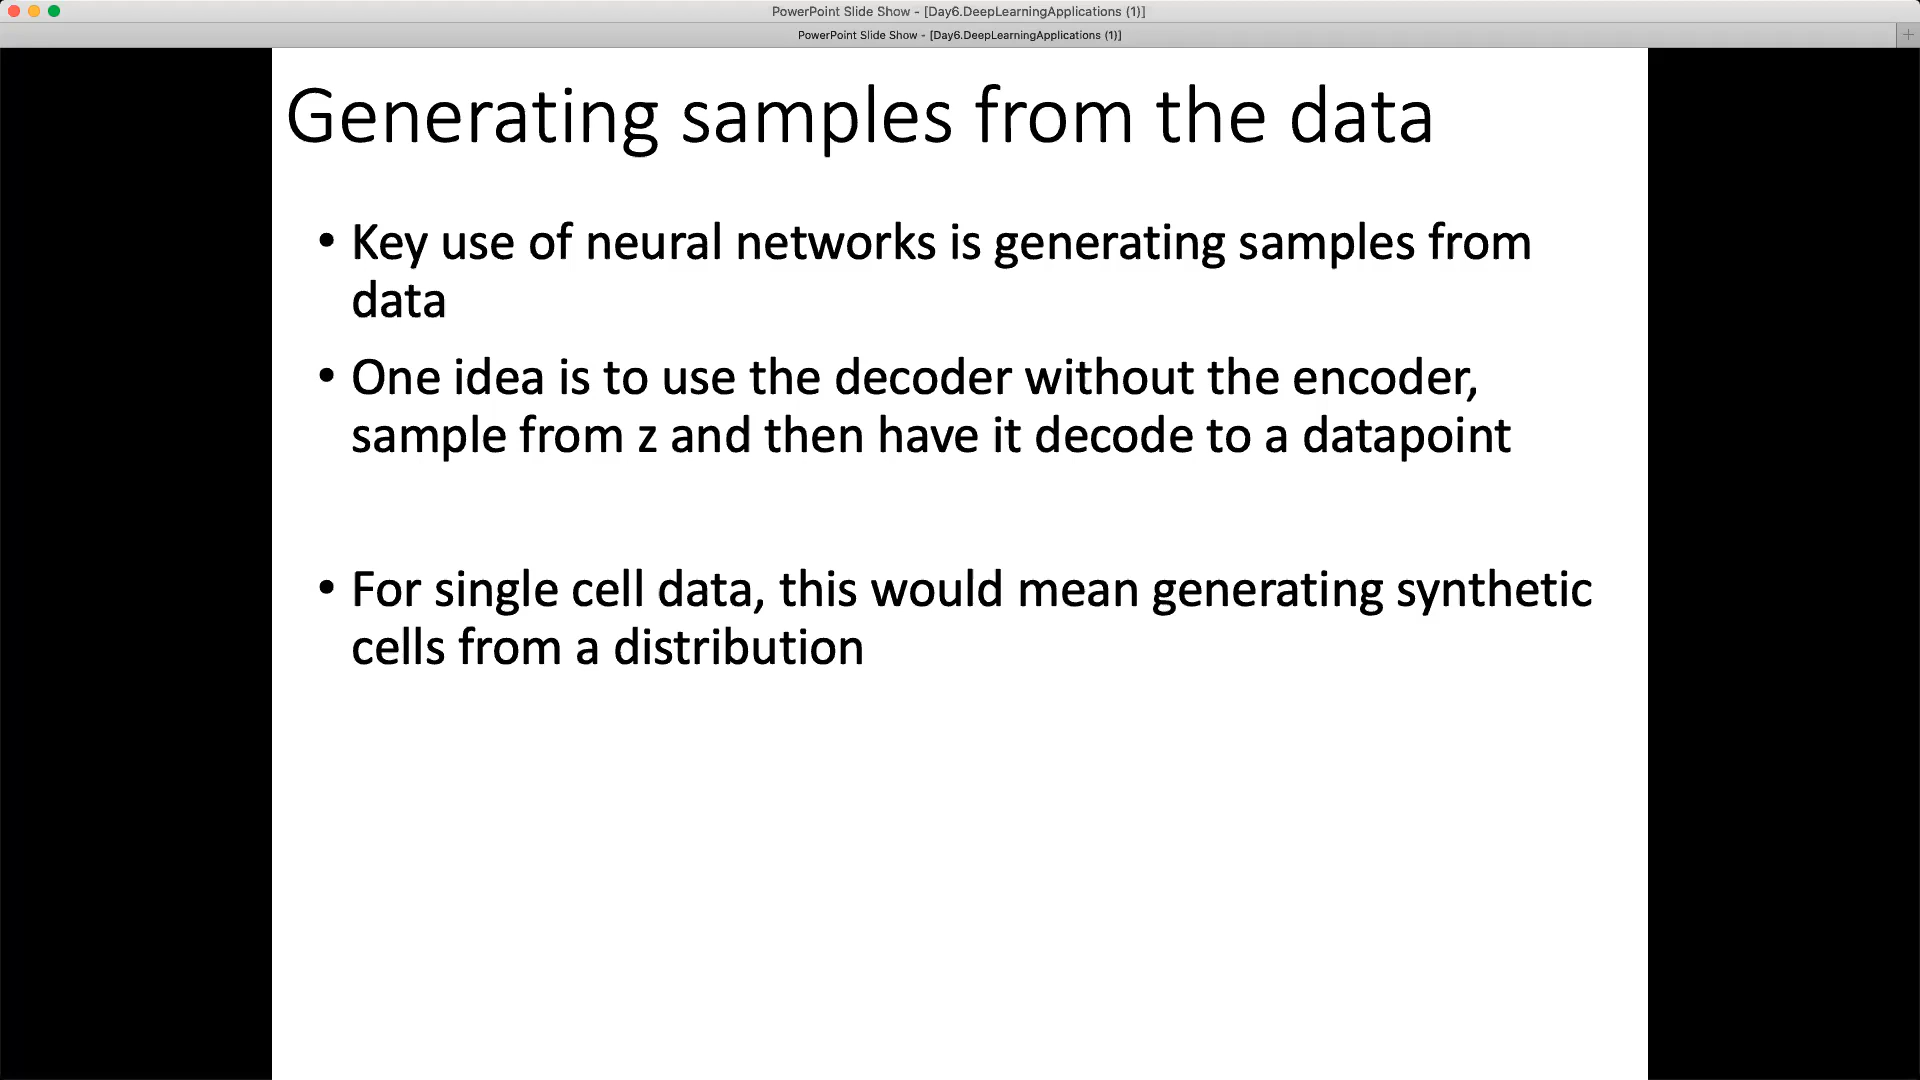 PowerPoint Slide Show - [Day6.DeepLearningApplications (1)]
PowerPoint Slide Show - [Day6.DeepLearningApplications (1)]
Generating samples from the data
• Key use of neural networks is generating samples from
data
• One idea is to use the decoder without the encoder,
sample from z and then have it decode to a datapoint
• For single cell data, this would mean generating synthetic
cells from a distribution